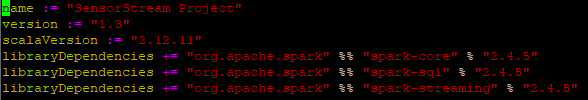 name := "SensorStream Project"
version := "1.3"
scalaVersion := "2.12.11"
libraryDependencies += "org.apache.spark" %% "spark-core" % "2.4.5"
libraryDependencies += "org.apache.spark" %% "spark-sql" % "2.4.5"
libraryDependencies += "org.apache.spark" %% "spark-streaming" % "2.4.5"